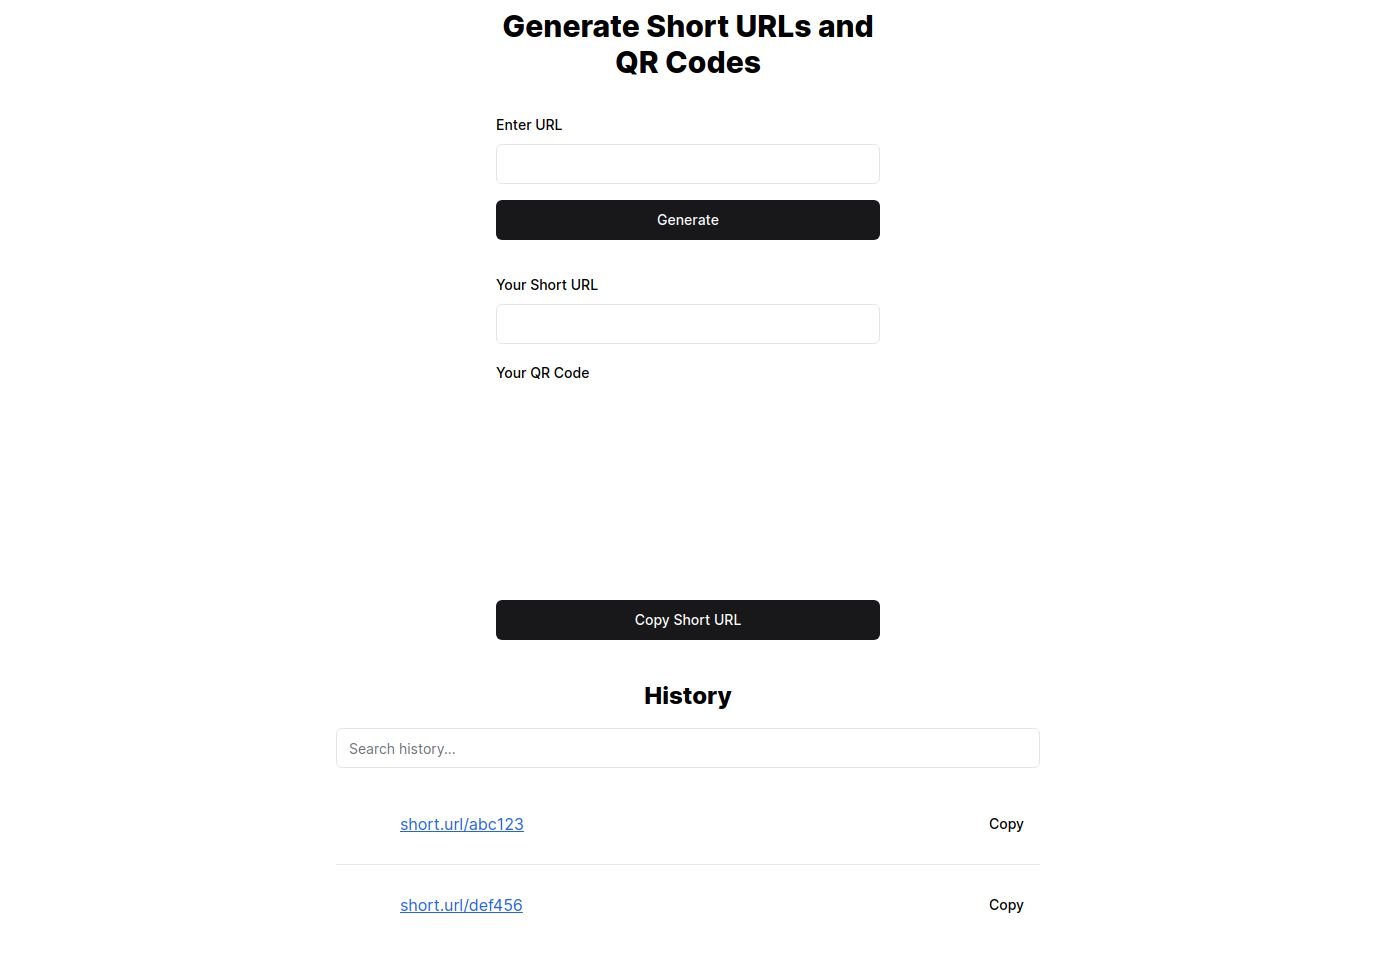 Generate Short URLs and
QR Codes
Enter URL
Generate
Your Short URL
Your QR Code
Copy Short URL
History
Search history...
short.url/abc123
Copy
short.url/def456
Copy